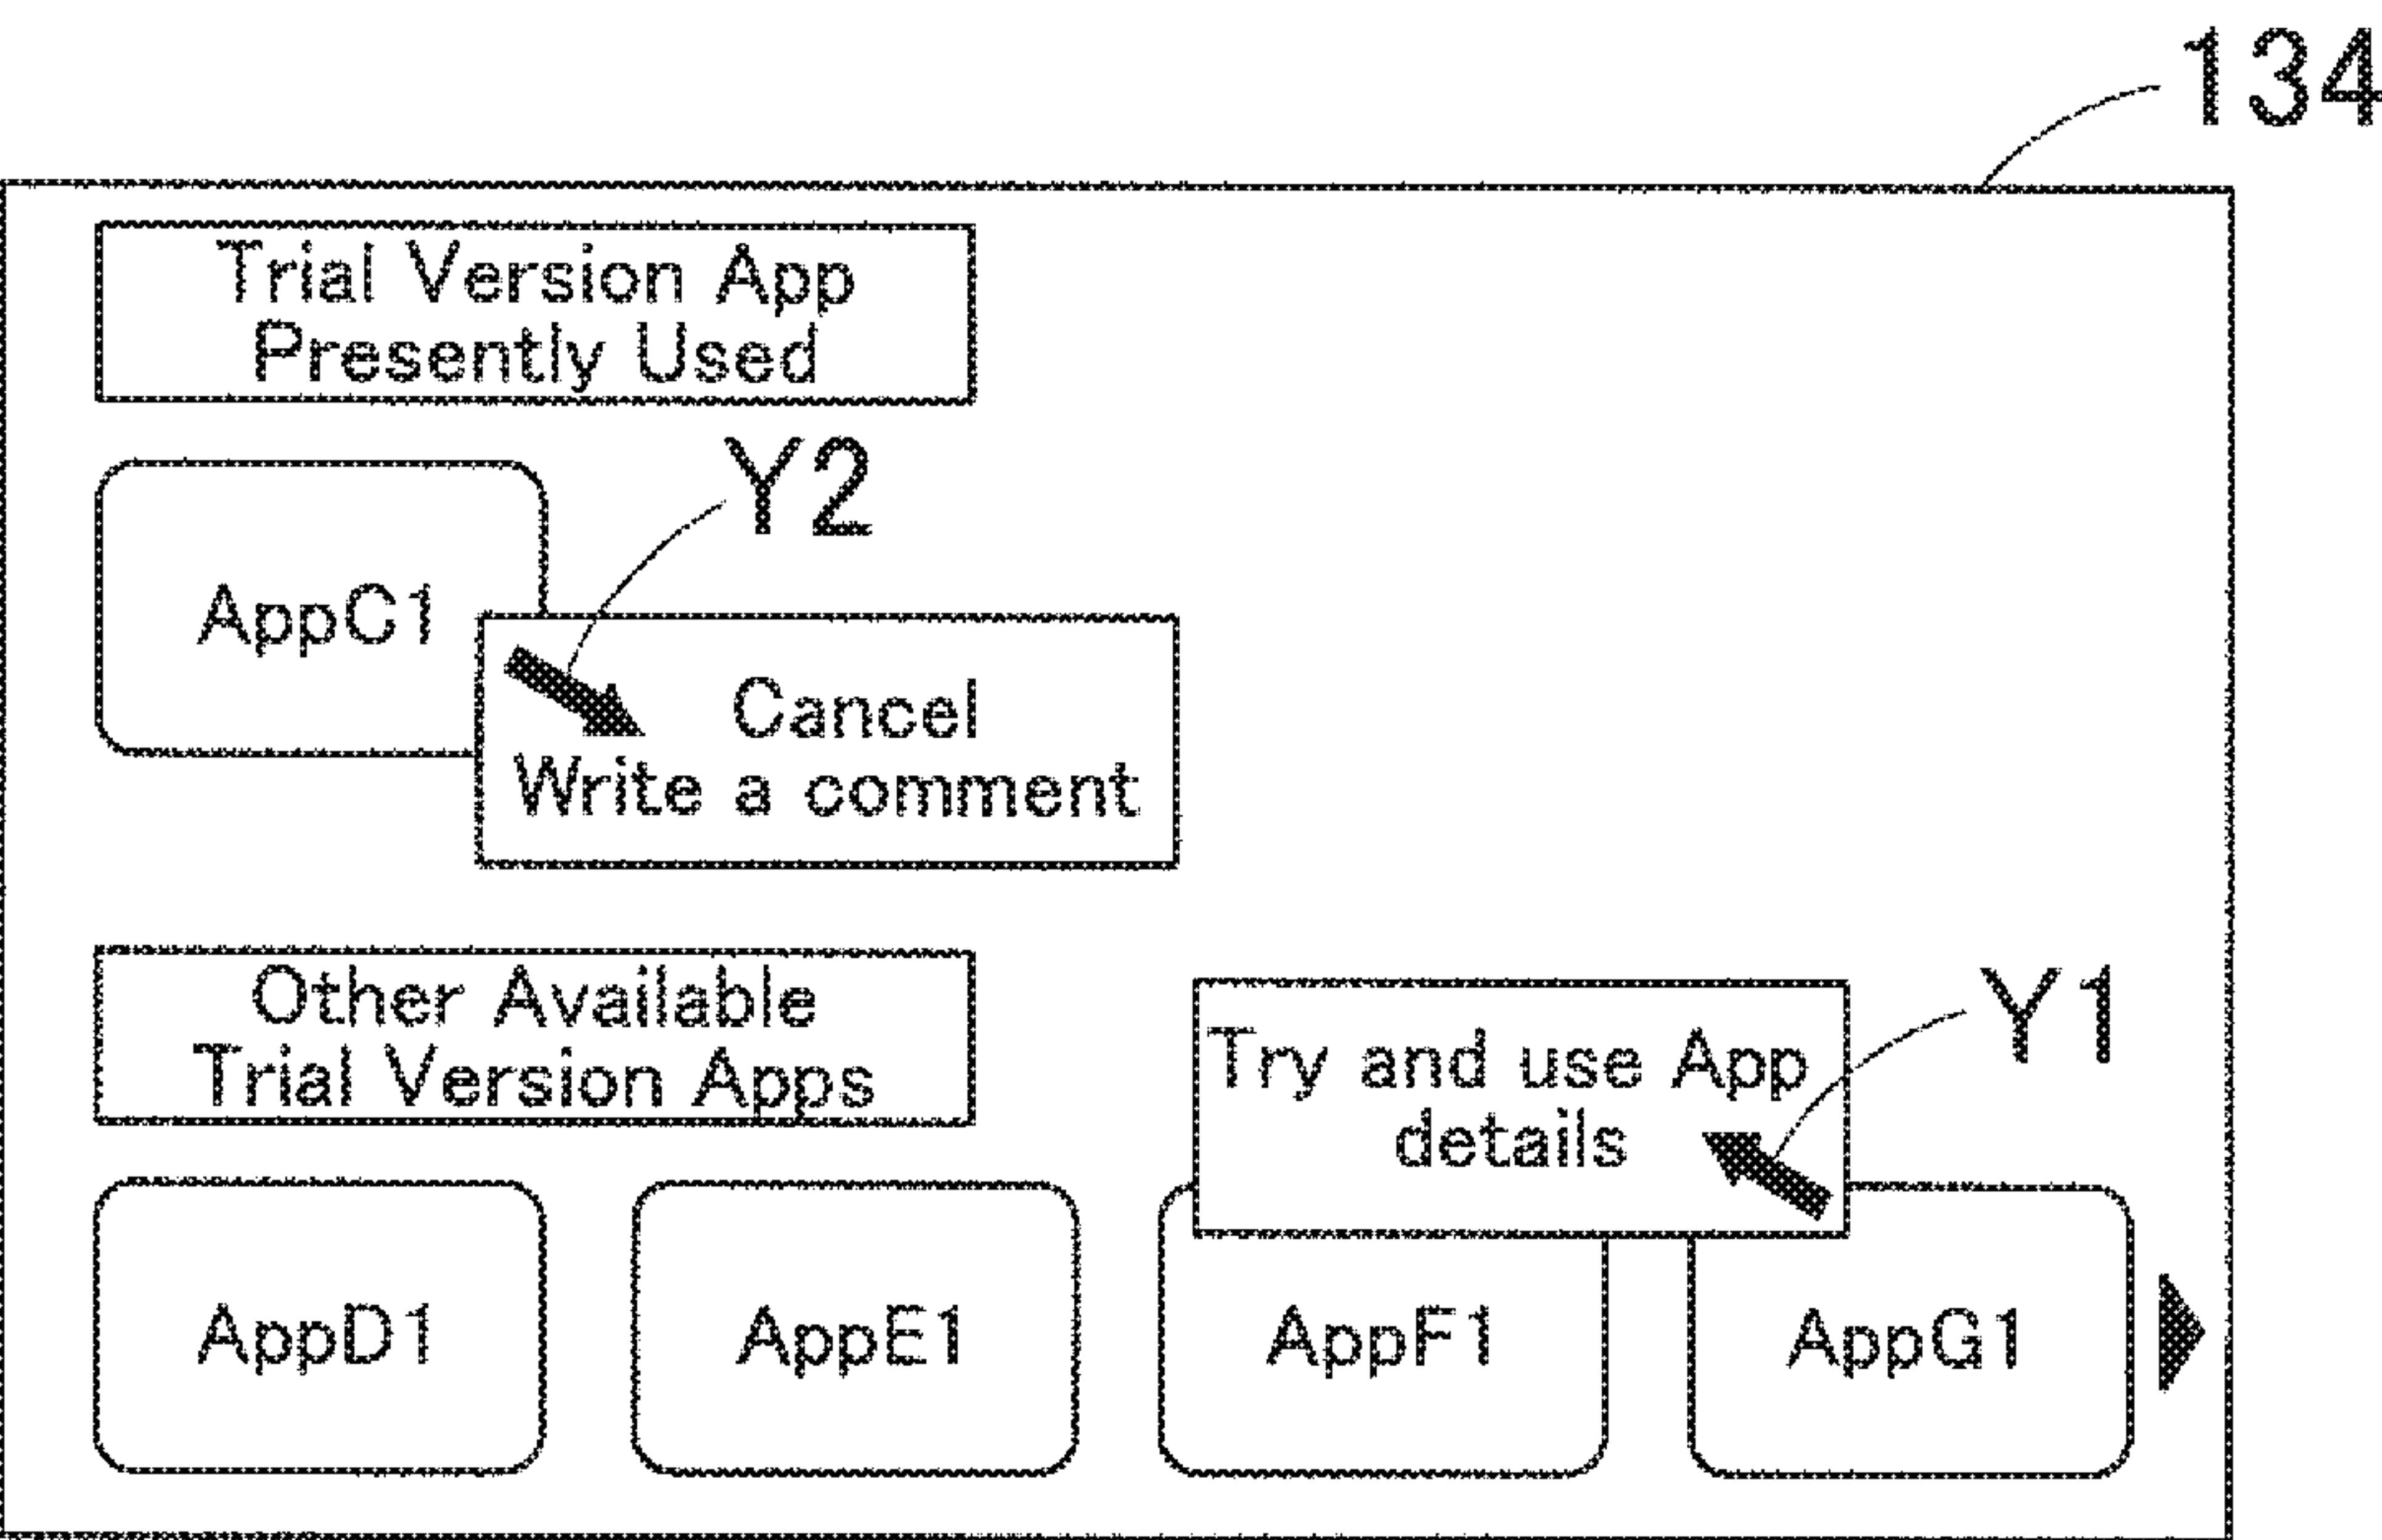 134
Trial Version App
Presently Used
Y2
AppC1
Cancel
Write a comment
Other Available
Trial Version Apps
Try and use App
details
Y1
AppD1
AppE1
AppF1
AppG1